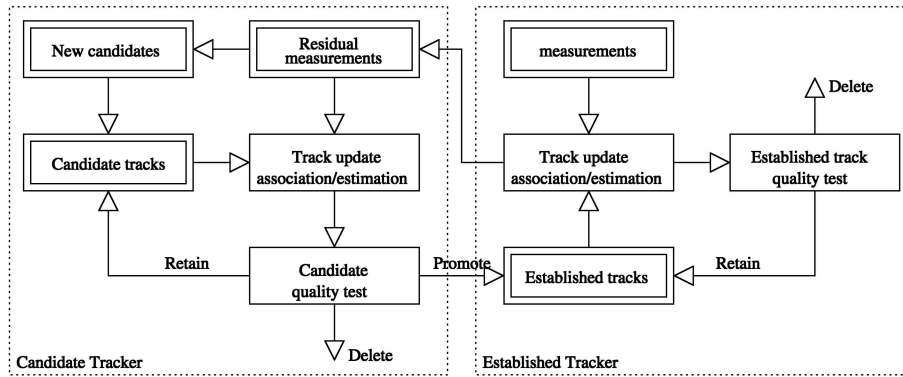 New candidates
Residual
measurements
measurements
Delete
Candidate tracks
Track update
association/estimation
Track update
association/estimation
Established track
quality test
Retain
Candidate
quality test
Promote
Established tracks
Retain
Delete
Candidate Tracker
Established Tracker